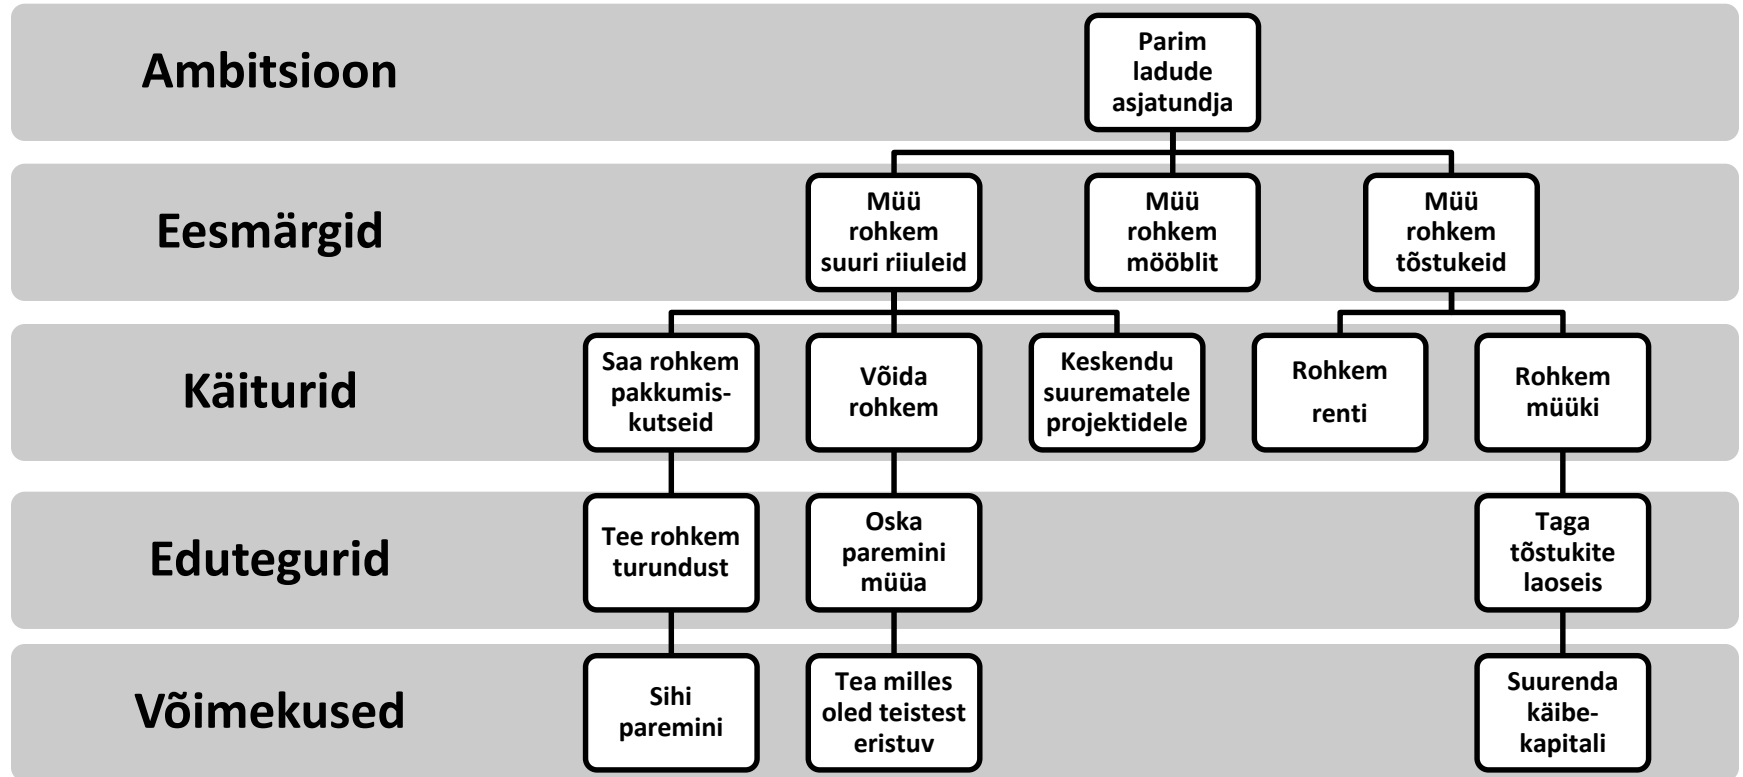 Ambitsioon
Parim
ladude
asjatundja
Eesmärgid
Müü
rohkem
suuri riiuleid
Müü
rohkem
mööblit
Müü
rohkem
tõstukeid
Käiturid
Saa rohkem
pakkumis-
kutseid
Võida
rohkem
Keskendu
suurematele
projektidele
Rohkem
renti
Rohkem
müüki
Edutegurid
Tee rohkem
turundust
Oska
paremini
müüa
Taga
tõstukite
laoseis
Võimekused
Sihi
paremini
Tea milles
oled teistest
eristuv
Suurenda
käibe-
kapitali